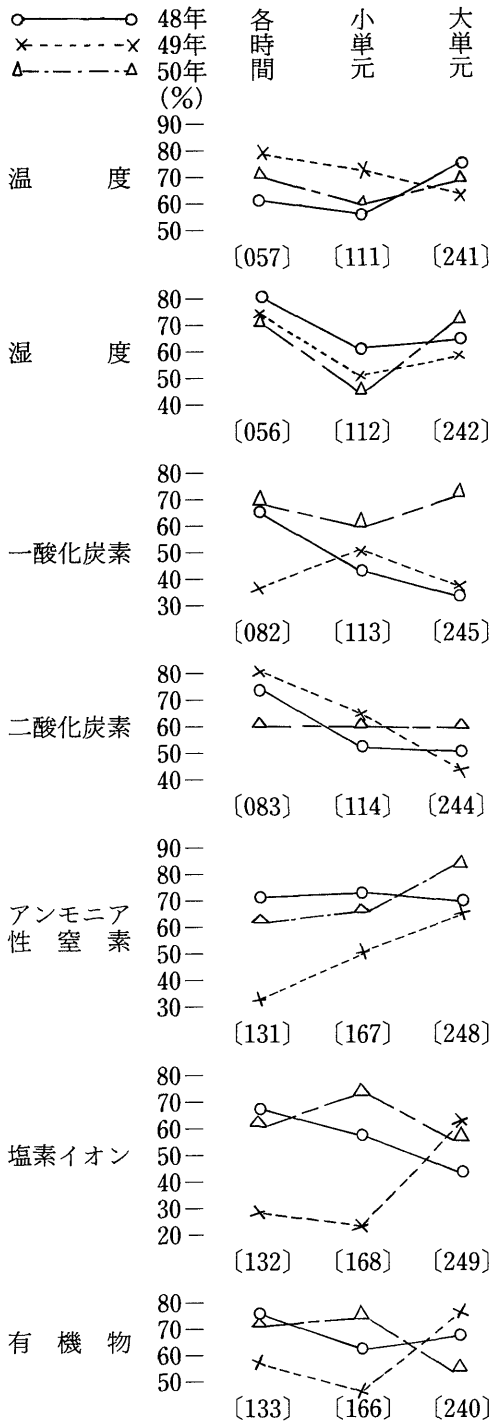 48年
49年
50年
(%)
各時間
小単元
大単元
温度
90
80
70
60
50
〔057〕 〔111〕 〔241〕
湿度
80
70
60
50
40
〔056〕 〔112〕 〔242〕
一酸化炭素
80
70
60
50
40
30
〔082〕 〔113〕 〔245〕
二酸化炭素
80
70
60
50
40
〔083〕 〔114〕 〔244〕
アンモニア
性窒素
90
80
70
60
50
40
30
〔131〕 〔167〕 〔248〕
塩素イオン
80
70
60
50
40
30
20
〔132〕 〔168〕 〔249〕
有機物
80
70
60
50
〔133〕 〔166〕 〔240〕